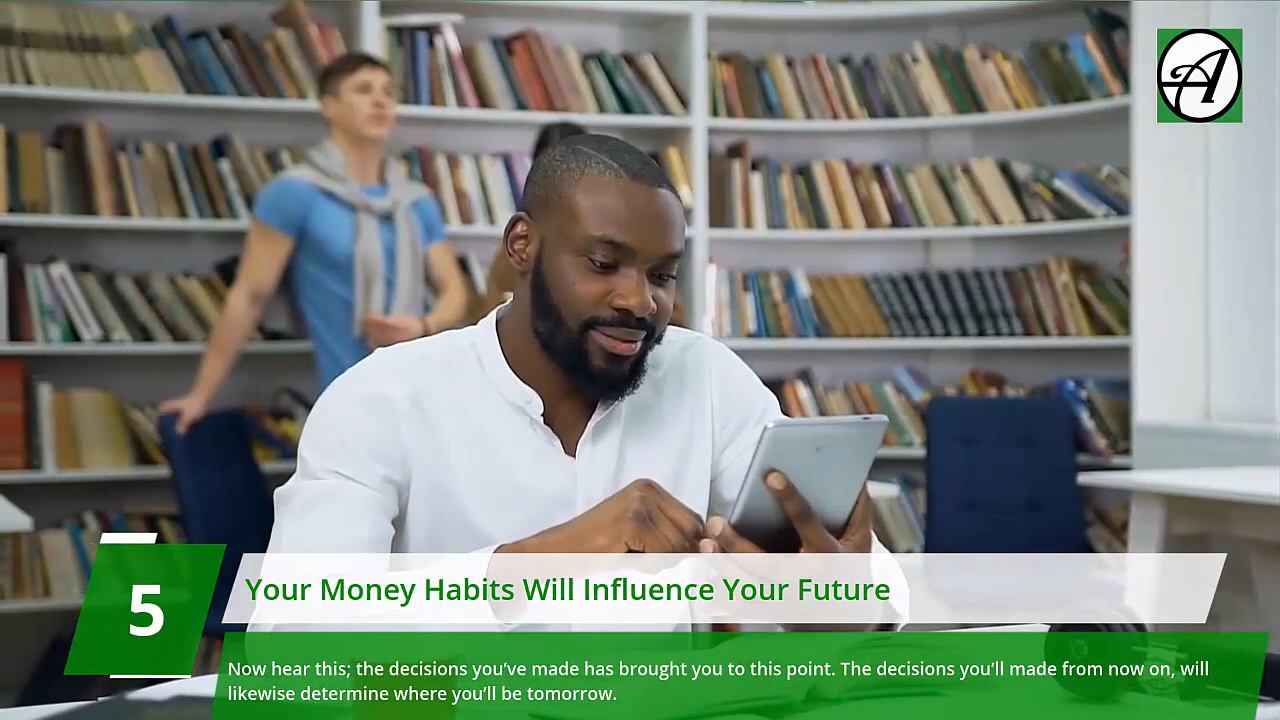 A
5
Your Money Habits Will Influence Your Future
Now hear this; the decisions you’ve made has brought you to this point. The decisions you’ll made from now on, will
likewise determine where you’ll be tomorrow.